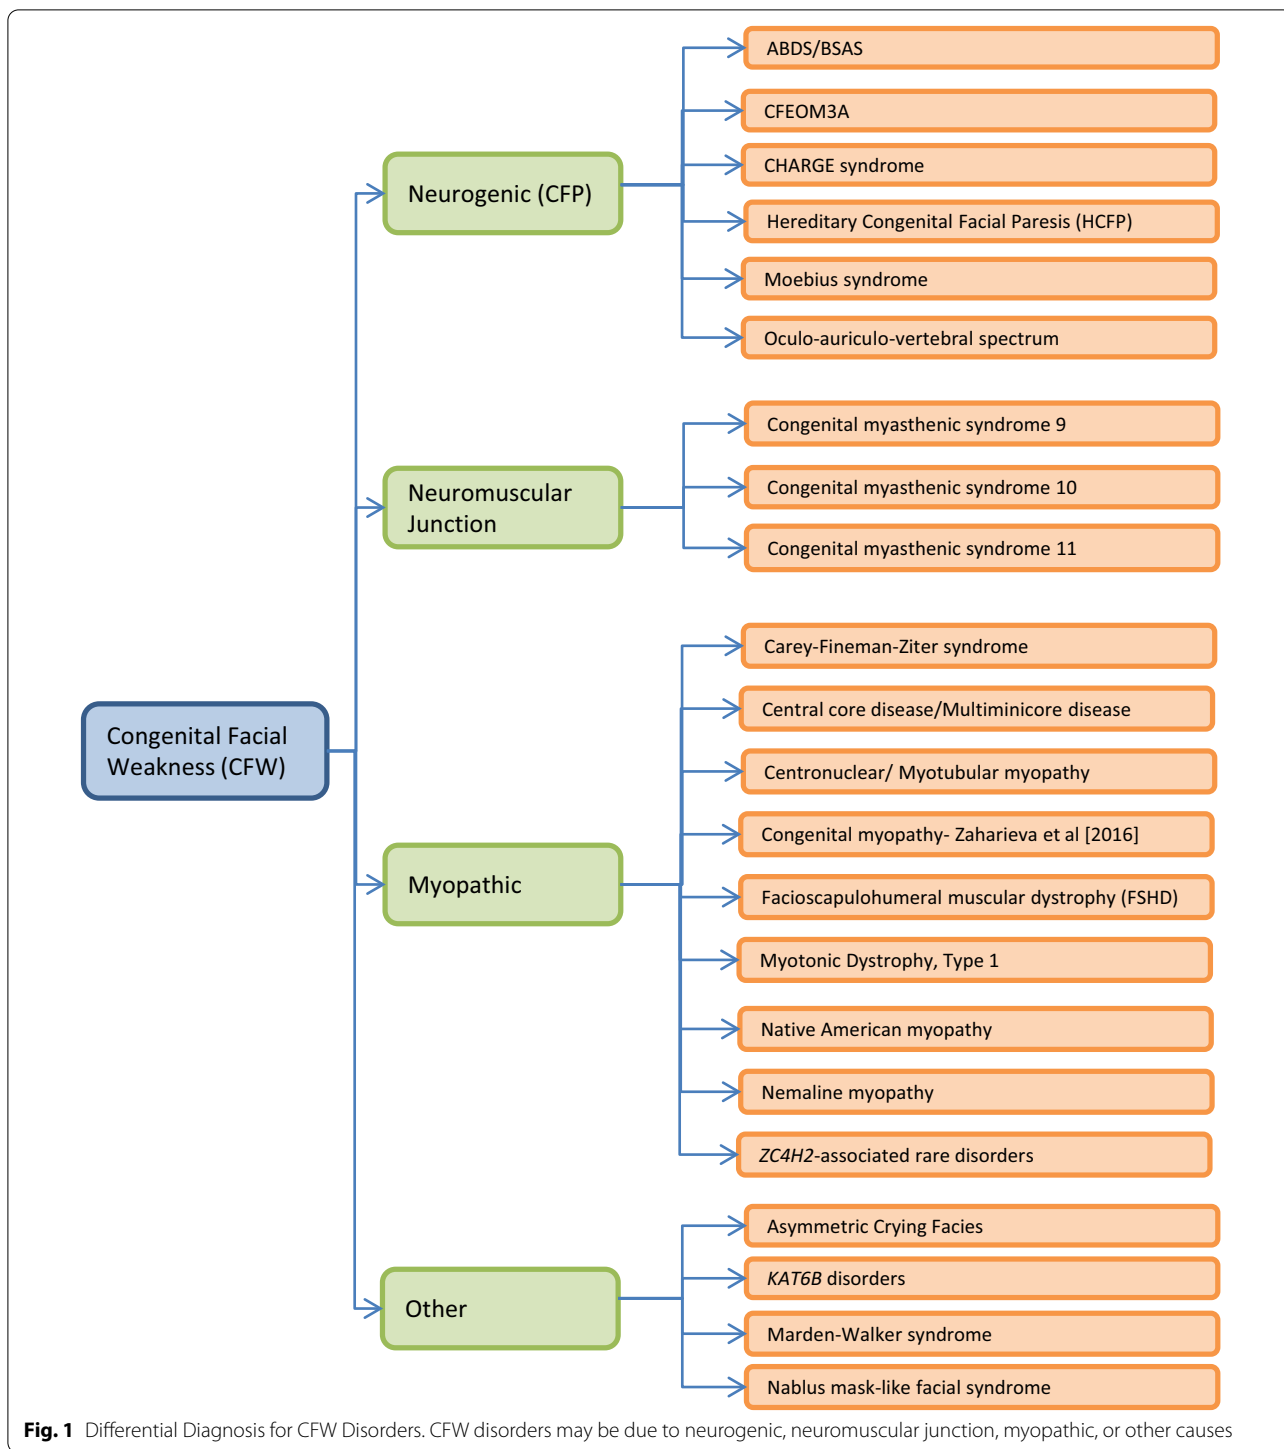 ABDS/BSAS
CFEOM3A
CHARGE syndrome
Neurogenic (CFP)
Hereditary Congenital Facial Paresis (HCFP)
Moebius syndrome
Oculo-auriculo-vertebral spectrum
Congenital myasthenic syndrome 9
Neuromuscular
Junction
Congenital myasthenic syndrome 10
Congenital myasthenic syndrome 11
Carey-Fineman-Ziter syndrome
Central core disease/Multiminicore disease
Congenital Facial
Weakness (CFW)
Centronuclear/ Myotubular myopathy
Congenital myopathy- Zaharieva et al [2016]
Myopathic
Facioscapulohumeral muscular dystrophy (FSHD)
Myotonic Dystrophy, Type 1
Native American myopathy
Nemaline myopathy
ZC4H2-associated rare disorders
Asymmetric Crying Facies
KAT6B disorders
Other
Marden-Walker syndrome
Nablus mask-like facial syndrome
Fig. 1 Differential Diagnosis for CFW Disorders. CFW disorders may be due to neurogenic, neuromuscular junction, myopathic, or other causes